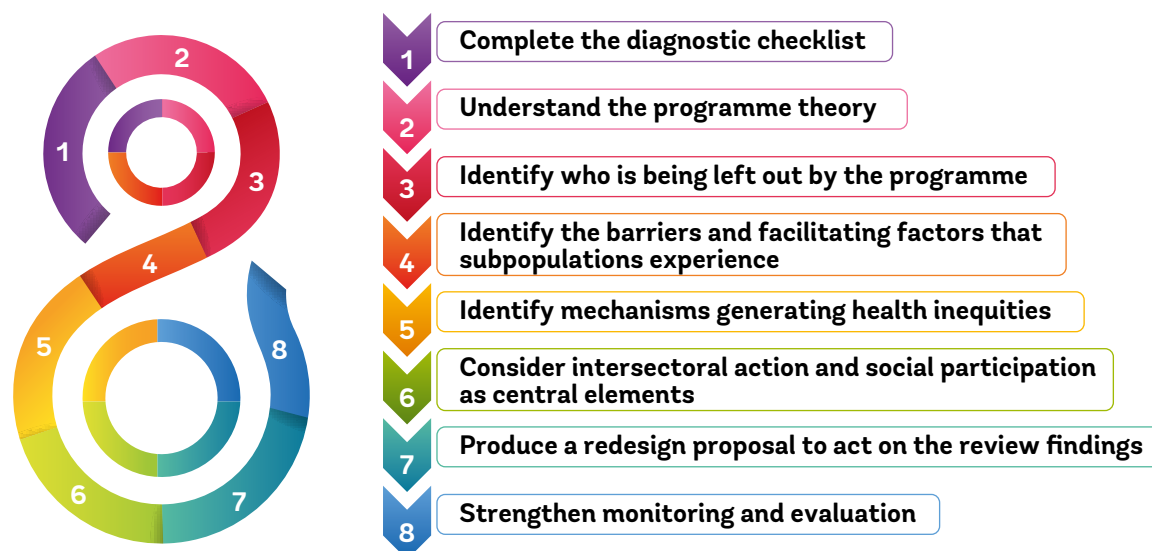 1
2
3
4
5
6
7
8
1
Complete the diagnostic checklist
2
Understand the programme theory
3
Identify who is being left out by the programme
4
Identify the barriers and facilitating factors that
subpopulations experience
5
Identify mechanisms generating health inequities
6
Consider intersectoral action and social participation
as central elements
7
Produce a redesign proposal to act on the review findings
8
Strengthen monitoring and evaluation